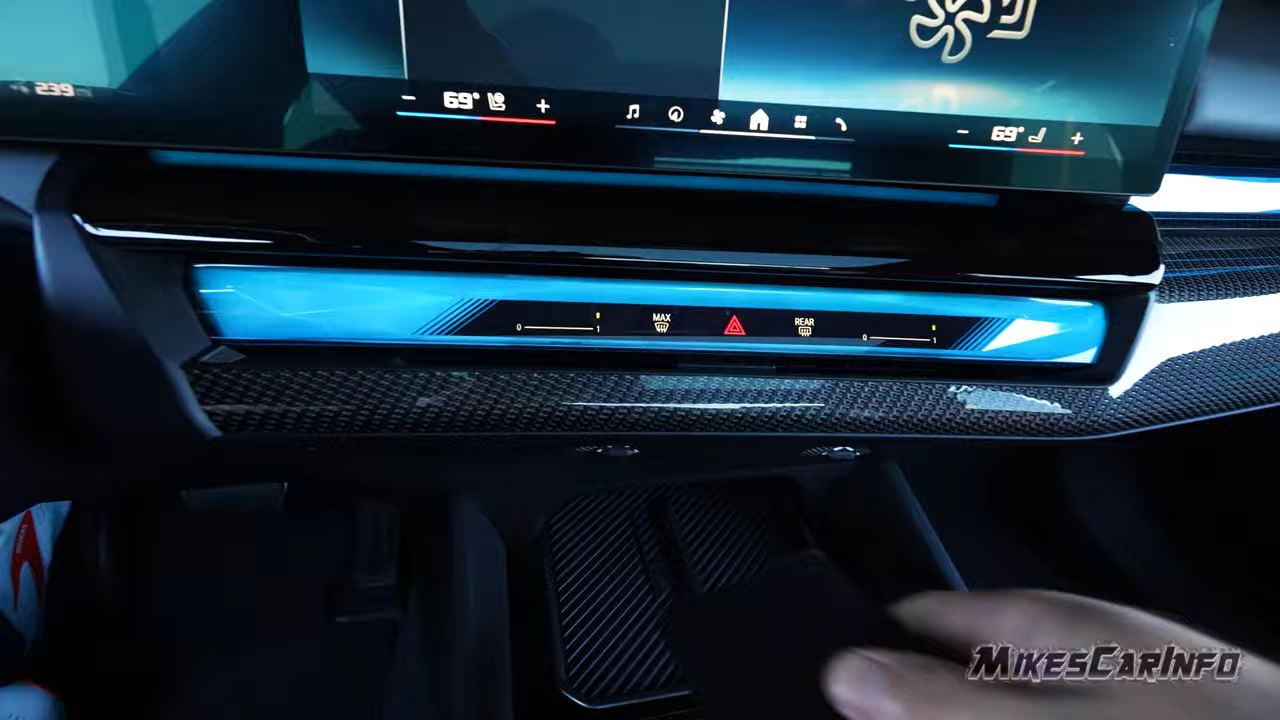 239
− 69° +
− 69° +
MAX
REAR
0 1
0 1
MIKESCARINFO